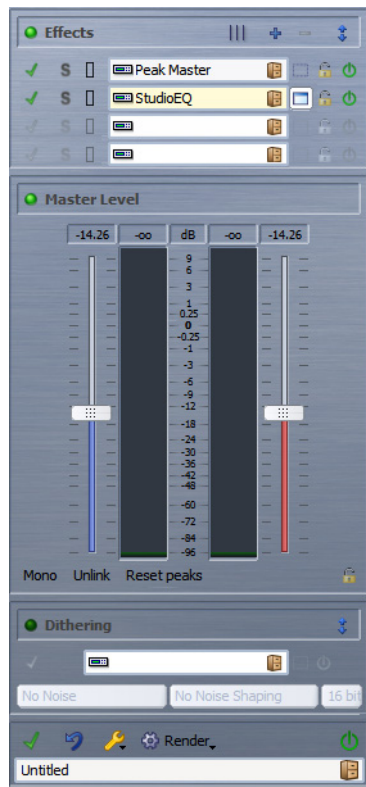 Effects
S Peak Master
S StudioEQ
S
S
Master Level
-14.26 -oo dB -oo -14.26
9
6
3
1
0.25
0
-0.25
-1
-3
-6
-9
-12
-18
-24
-30
-36
-42
-48
-60
-72
-84
-96
Mono Unlink Reset peaks
Dithering
No Noise No Noise Shaping 16 bit
Render
Untitled